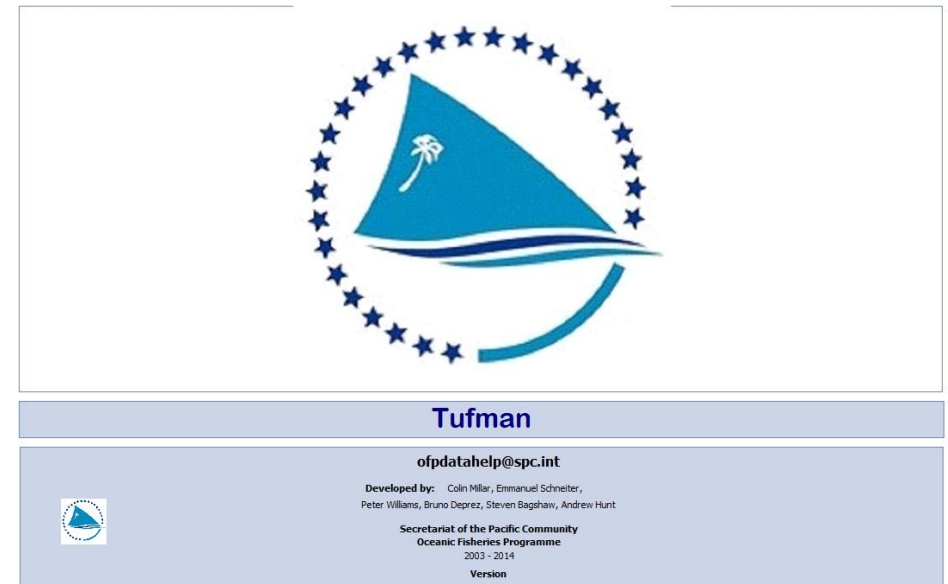 Tufman
ofpdatahelp@spc.int
Developed by: Colin Millar, Emmanuel Schneiter,
Peter Williams, Bruno Deprez, Steven Bagshaw, Andrew Hunt
Secretariat of the Pacific Community
Oceanic Fisheries Programme
2003 - 2014
Version